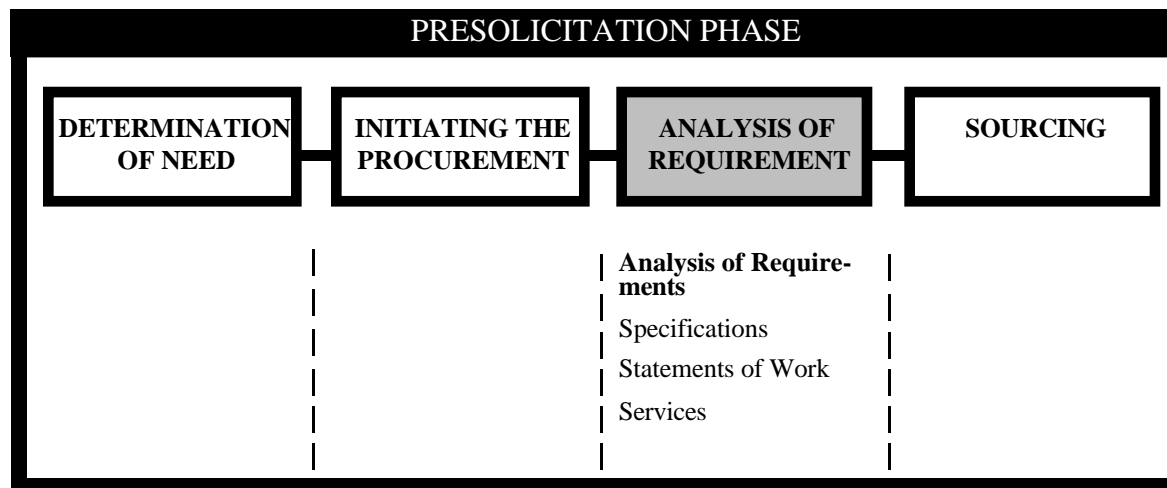 PRESOLICITATION PHASE
DETERMINATION
OF NEED
INITIATING THE
PROCUREMENT
ANALYSIS OF
REQUIREMENT
SOURCING
Analysis of Require-
ments
Specifications
Statements of Work
Services